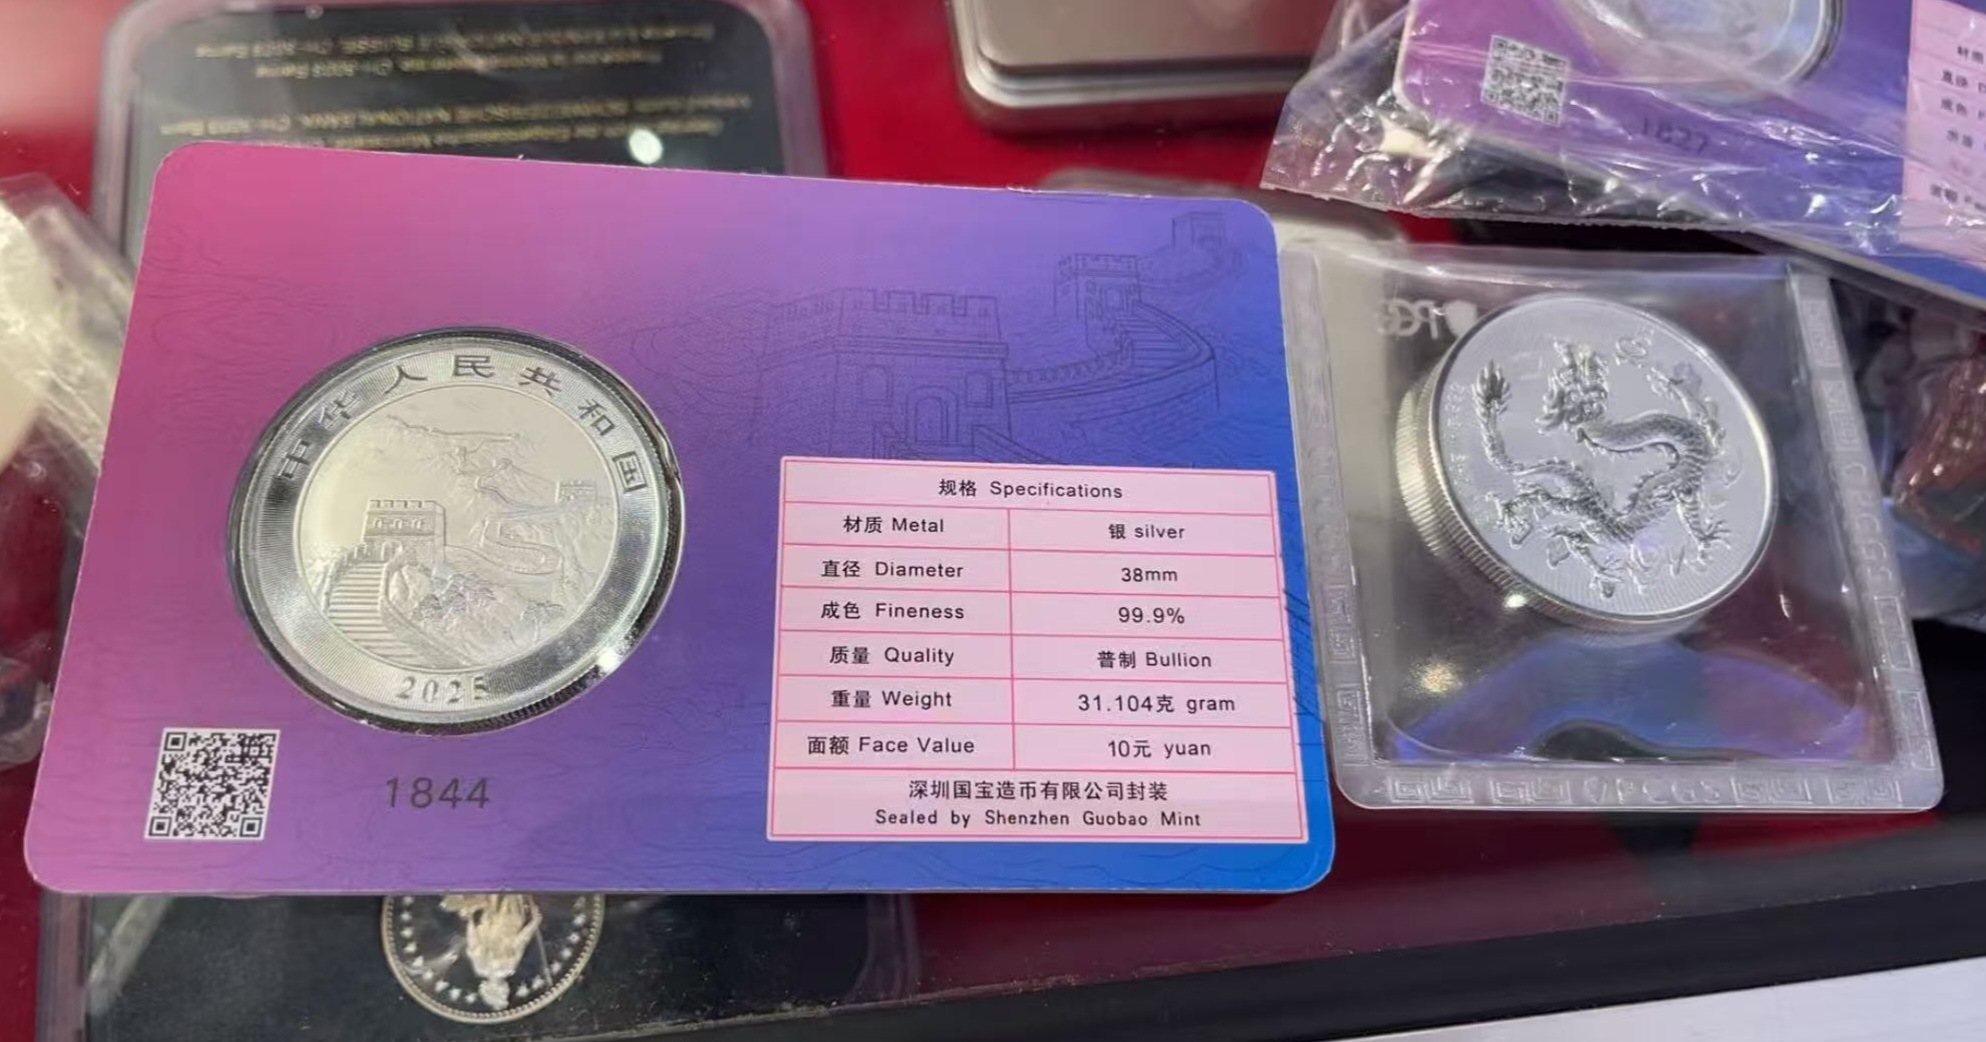 中华人民共和国
2025
1844
规格 Specifications
材质 Metal 银 silver
直径 Diameter 38mm
成色 Fineness 99.9%
质量 Quality 普制 Bullion
重量 Weight 31.104克 gram
面额 Face Value 10元 yuan
深圳国宝造币有限公司封装
Sealed by Shenzhen Guobao Mint
1827
PCGS